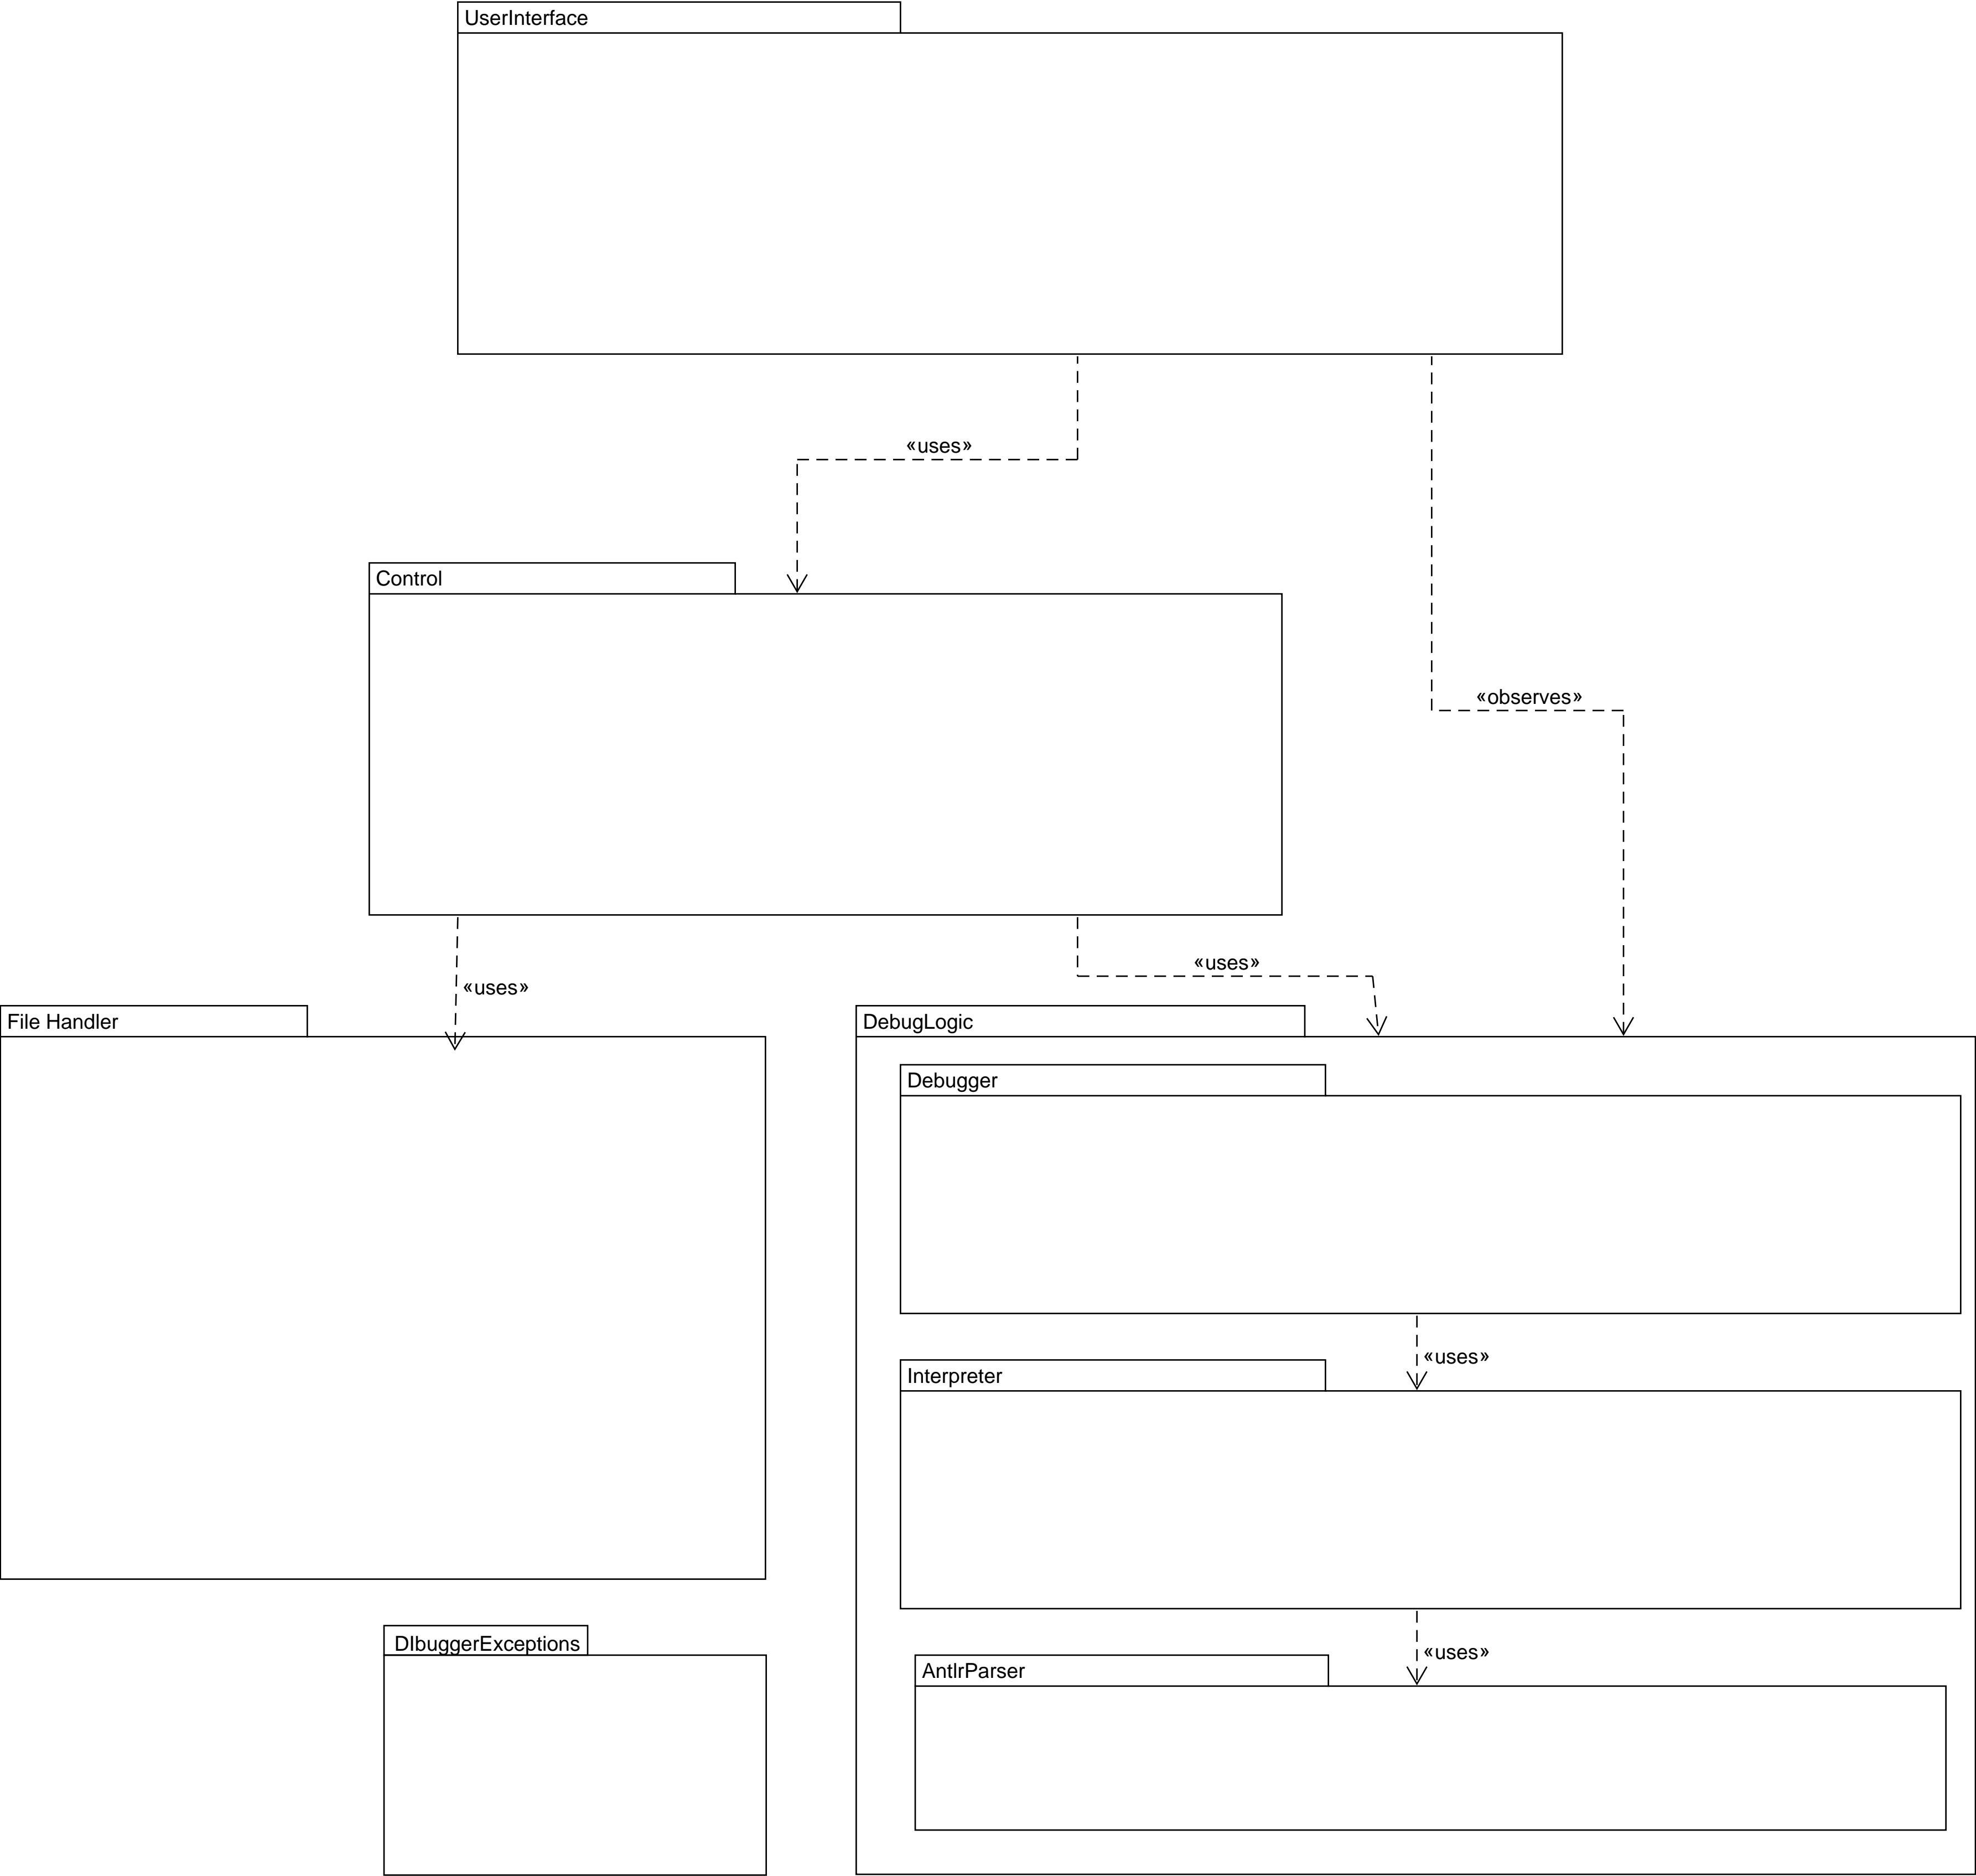 UserInterface
«uses»
Control
«observes»
«uses»
«uses»
File Handler
DebugLogic
Debugger
«uses»
Interpreter
DIbuggerExceptions
«uses»
AntlrParser